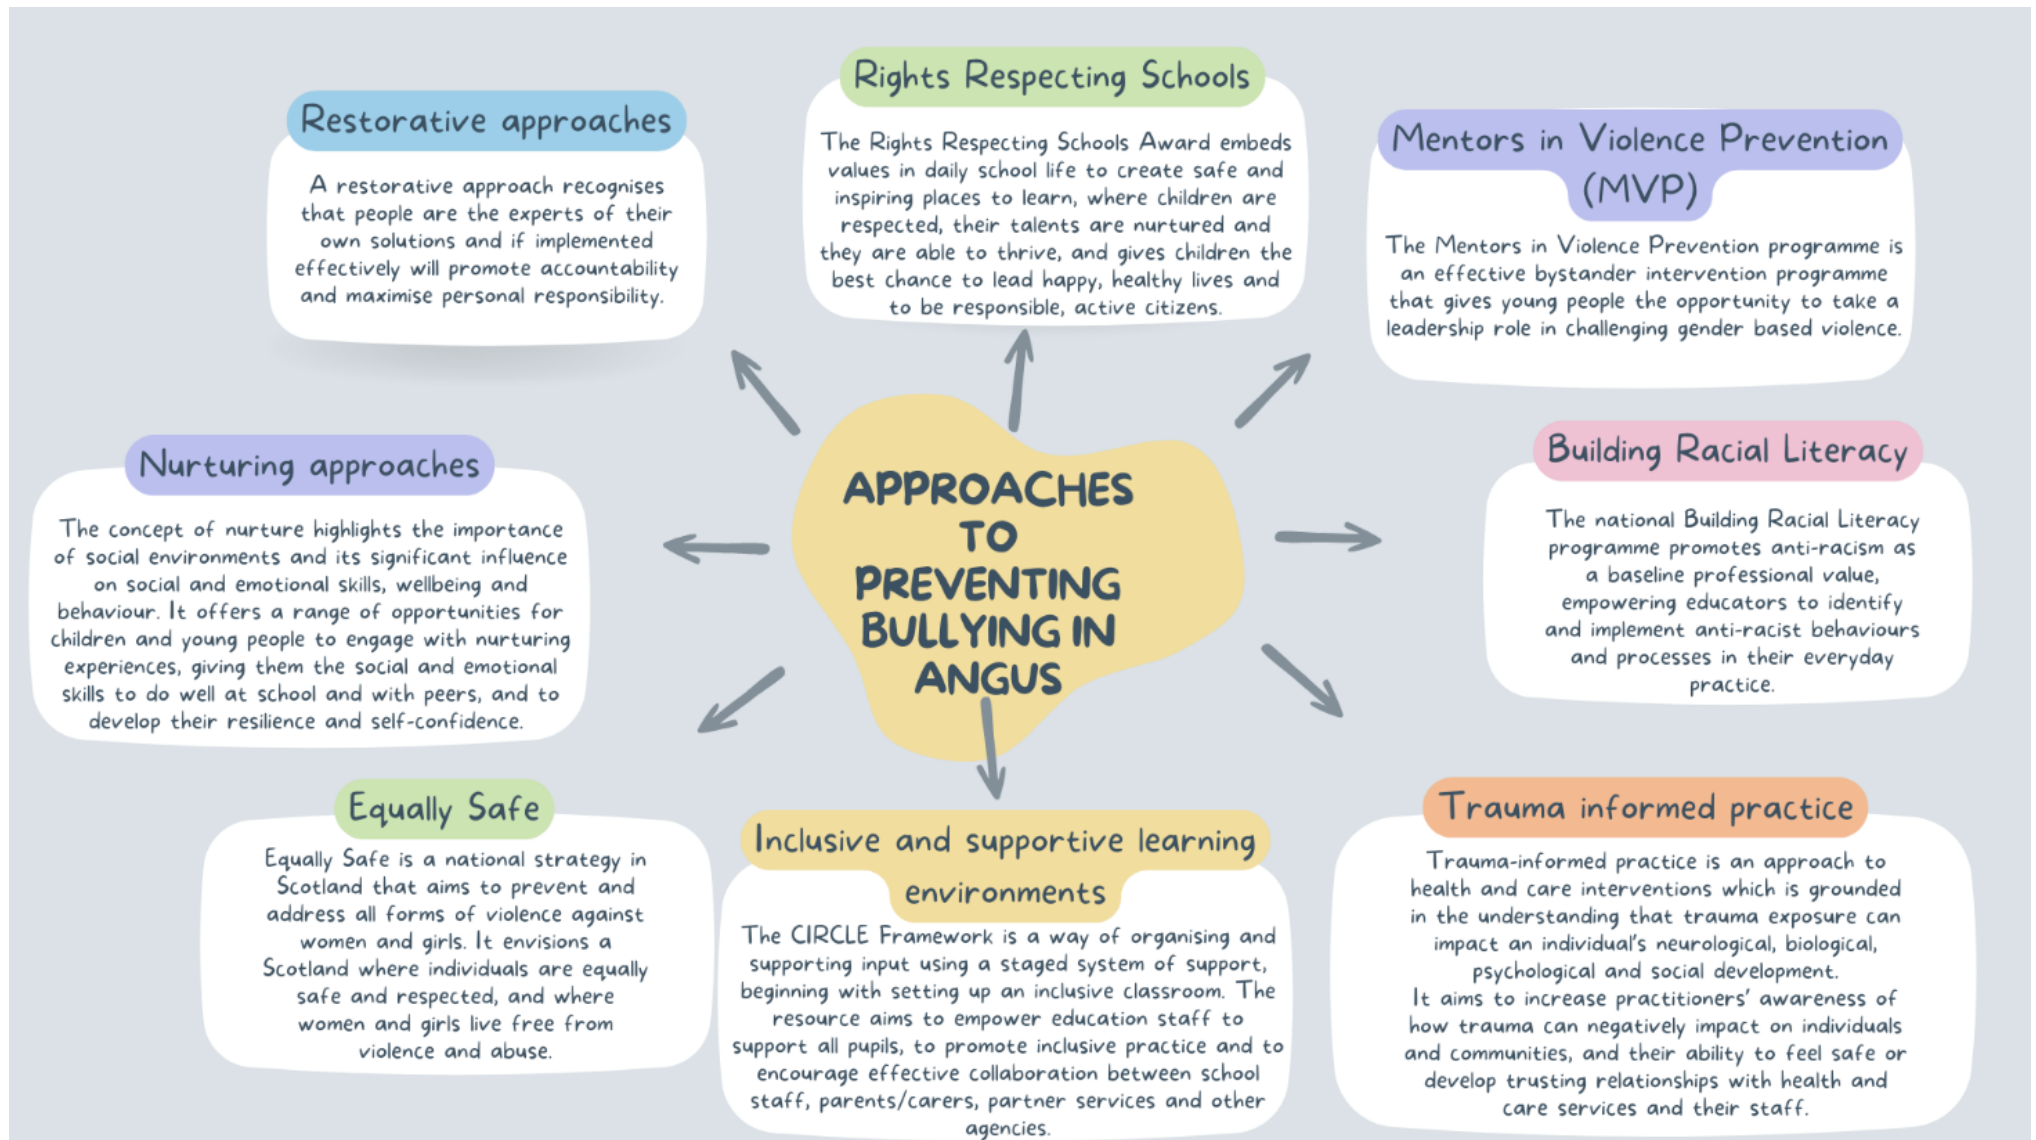 Restorative approaches
A restorative approach recognises
that people are the experts of their
own solutions and if implemented
effectively will promote accountability
and maximise personal responsibility.
Rights Respecting Schools
The Rights Respecting Schools Award embeds
values in daily school life to create safe and
inspiring places to learn, where children are
respected, their talents are nurtured and
they are able to thrive, and gives children the
best chance to lead happy, healthy lives and
to be responsible, active citizens.
Mentors in Violence Prevention
(MVP)
The Mentors in Violence Prevention programme is
an effective bystander intervention programme
that gives young people the opportunity to take a
leadership role in challenging gender based violence.
Nurturing approaches
The concept of nurture highlights the importance
of social environments and its significant influence
on social and emotional skills, wellbeing and
behaviour. It offers a range of opportunities for
children and young people to engage with nurturing
experiences, giving them the social and emotional
skills to do well at school and with peers, and to
develop their resilience and self-confidence.
APPROACHES
TO
PREVENTING
BULLYING IN
ANGUS
Building Racial Literacy
The national Building Racial Literacy
programme promotes anti-racism as
a baseline professional value,
empowering educators to identify
and implement anti-racist behaviours
and processes in their everyday
practice.
Equally Safe
Equally Safe is a national strategy in
Scotland that aims to prevent and
address all forms of violence against
women and girls. It envisions a
Scotland where individuals are equally
safe and respected, and where
women and girls live free from
violence and abuse.
Inclusive and supportive learning
environments
The CIRCLE Framework is a way of organising and
supporting input using a staged system of support,
beginning with setting up an inclusive classroom. The
resource aims to empower education staff to
support all pupils, to promote inclusive practice and to
encourage effective collaboration between school
staff, parents/carers, partner services and other
agencies.
Trauma informed practice
Trauma-informed practice is an approach to
health and care interventions which is grounded
in the understanding that trauma exposure can
impact an individual's neurological, biological,
psychological and social development.
It aims to increase practitioners' awareness of
how trauma can negatively impact on individuals
and communities, and their ability to feel safe or
develop trusting relationships with health and
care services and their staff.